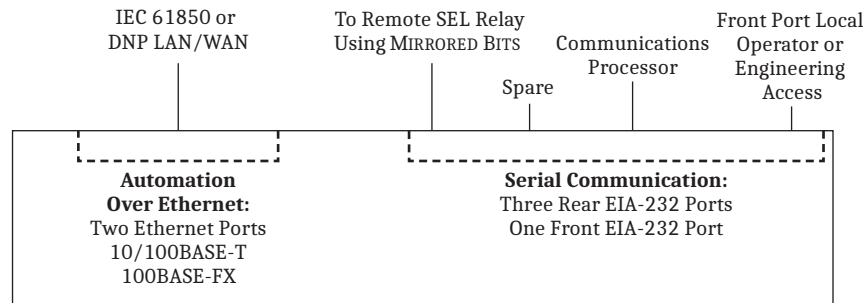 IEC 61850 or
DNP LAN/WAN
To Remote SEL Relay
Using MIRRORED BITS
Spare
Communications
Processor
Front Port Local
Operator or
Engineering
Access
Automation
Over Ethernet:
Two Ethernet Ports
10/100BASE-T
100BASE-FX
Serial Communication:
Three Rear EIA-232 Ports
One Front EIA-232 Port